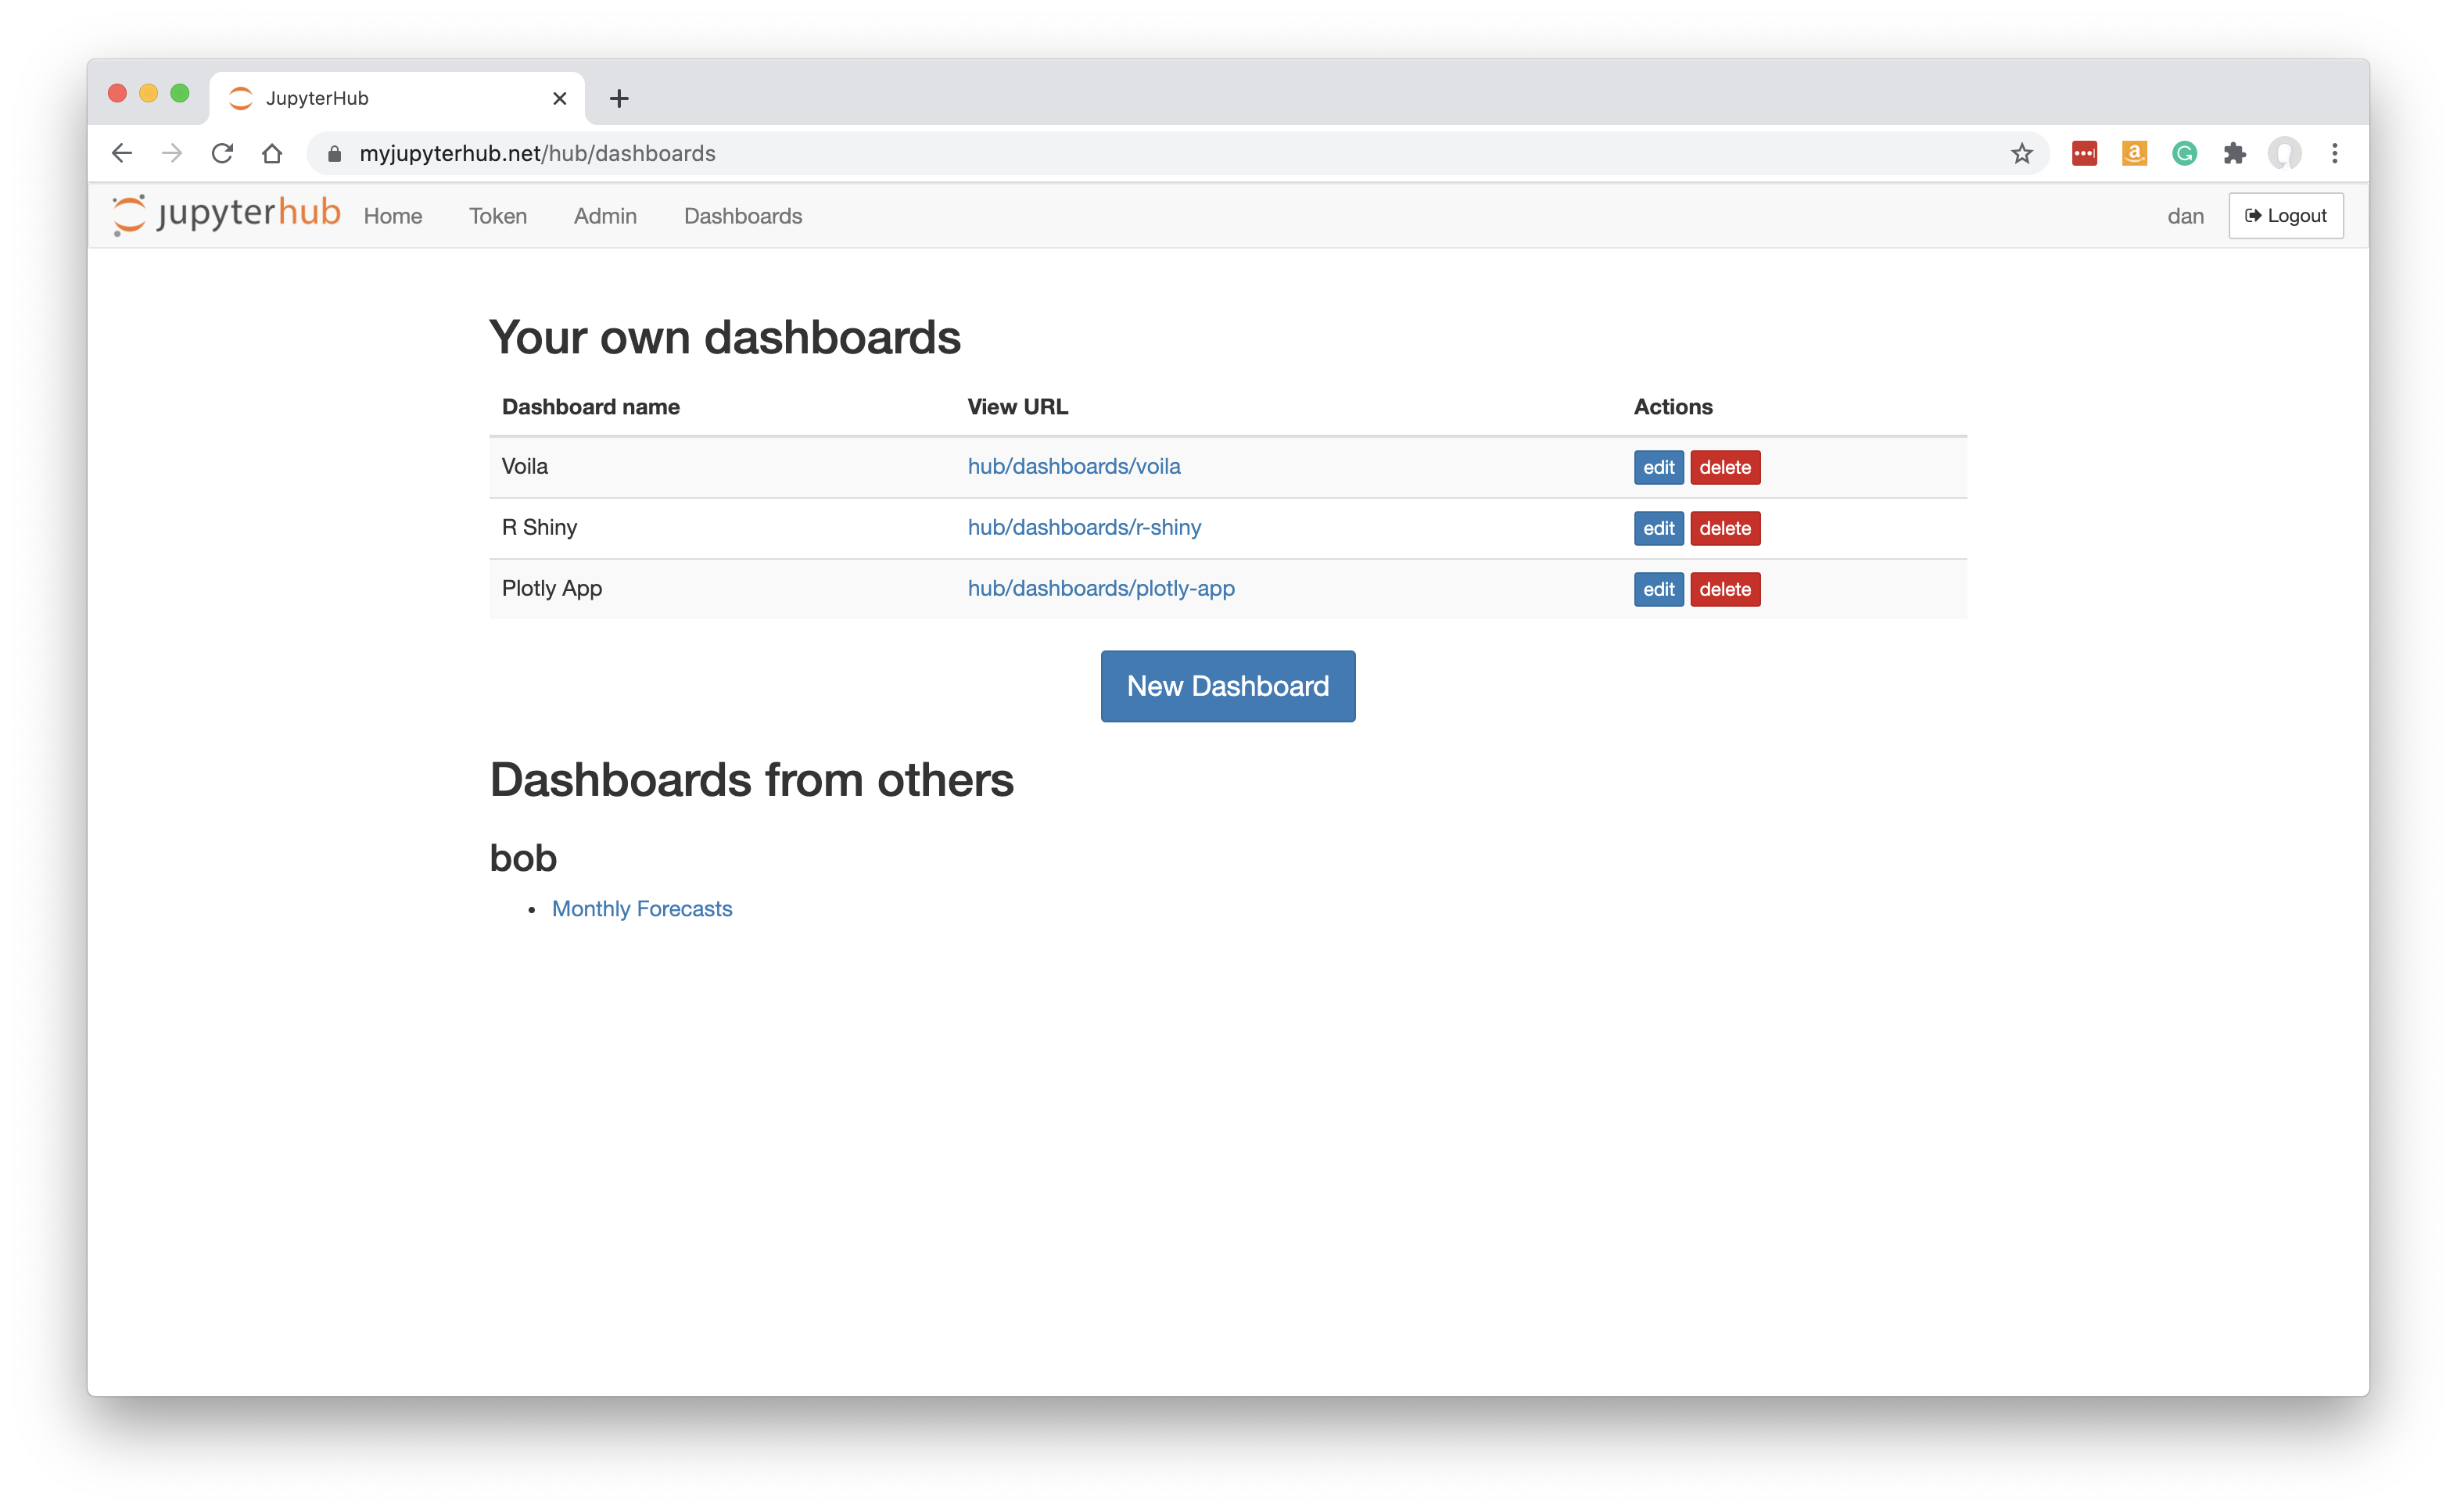 JupyterHub
myjupyterhub.net/hub/dashboards
jupyterhub Home Token Admin Dashboards dan Logout
Your own dashboards
Dashboard name View URL Actions
Voila hub/dashboards/voila edit delete
R Shiny hub/dashboards/r-shiny edit delete
Plotly App hub/dashboards/plotly-app edit delete
New Dashboard
Dashboards from others
bob
• Monthly Forecasts